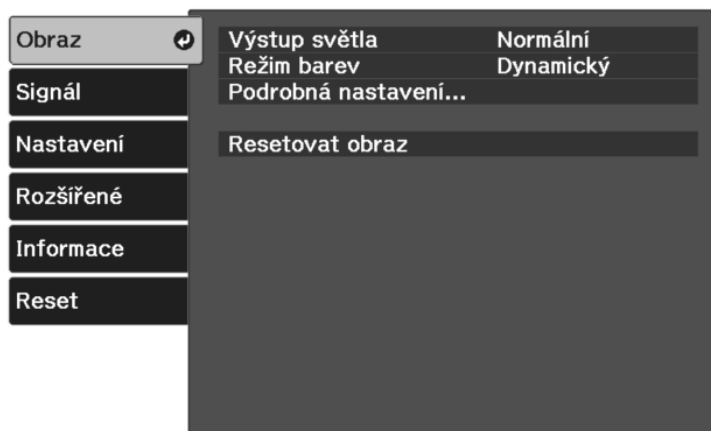 Obraz
Signál
Nastavení
Rozšířené
Informace
Reset
Výstup světla Normální
Režim barev Dynamický
Podrobná nastavení...
Resetovat obraz